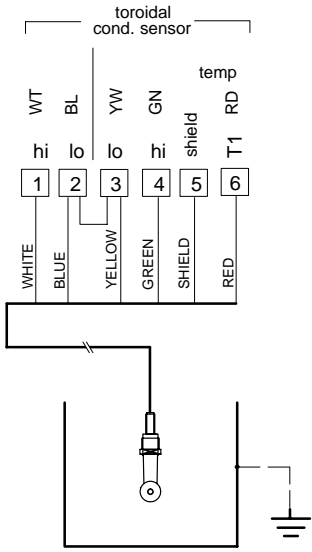 toroidal
cond. sensor
temp
WT BL YW GN shield RD
hi lo lo hi T1
1 2 3 4 5 6
WHITE BLUE YELLOW GREEN SHIELD RED